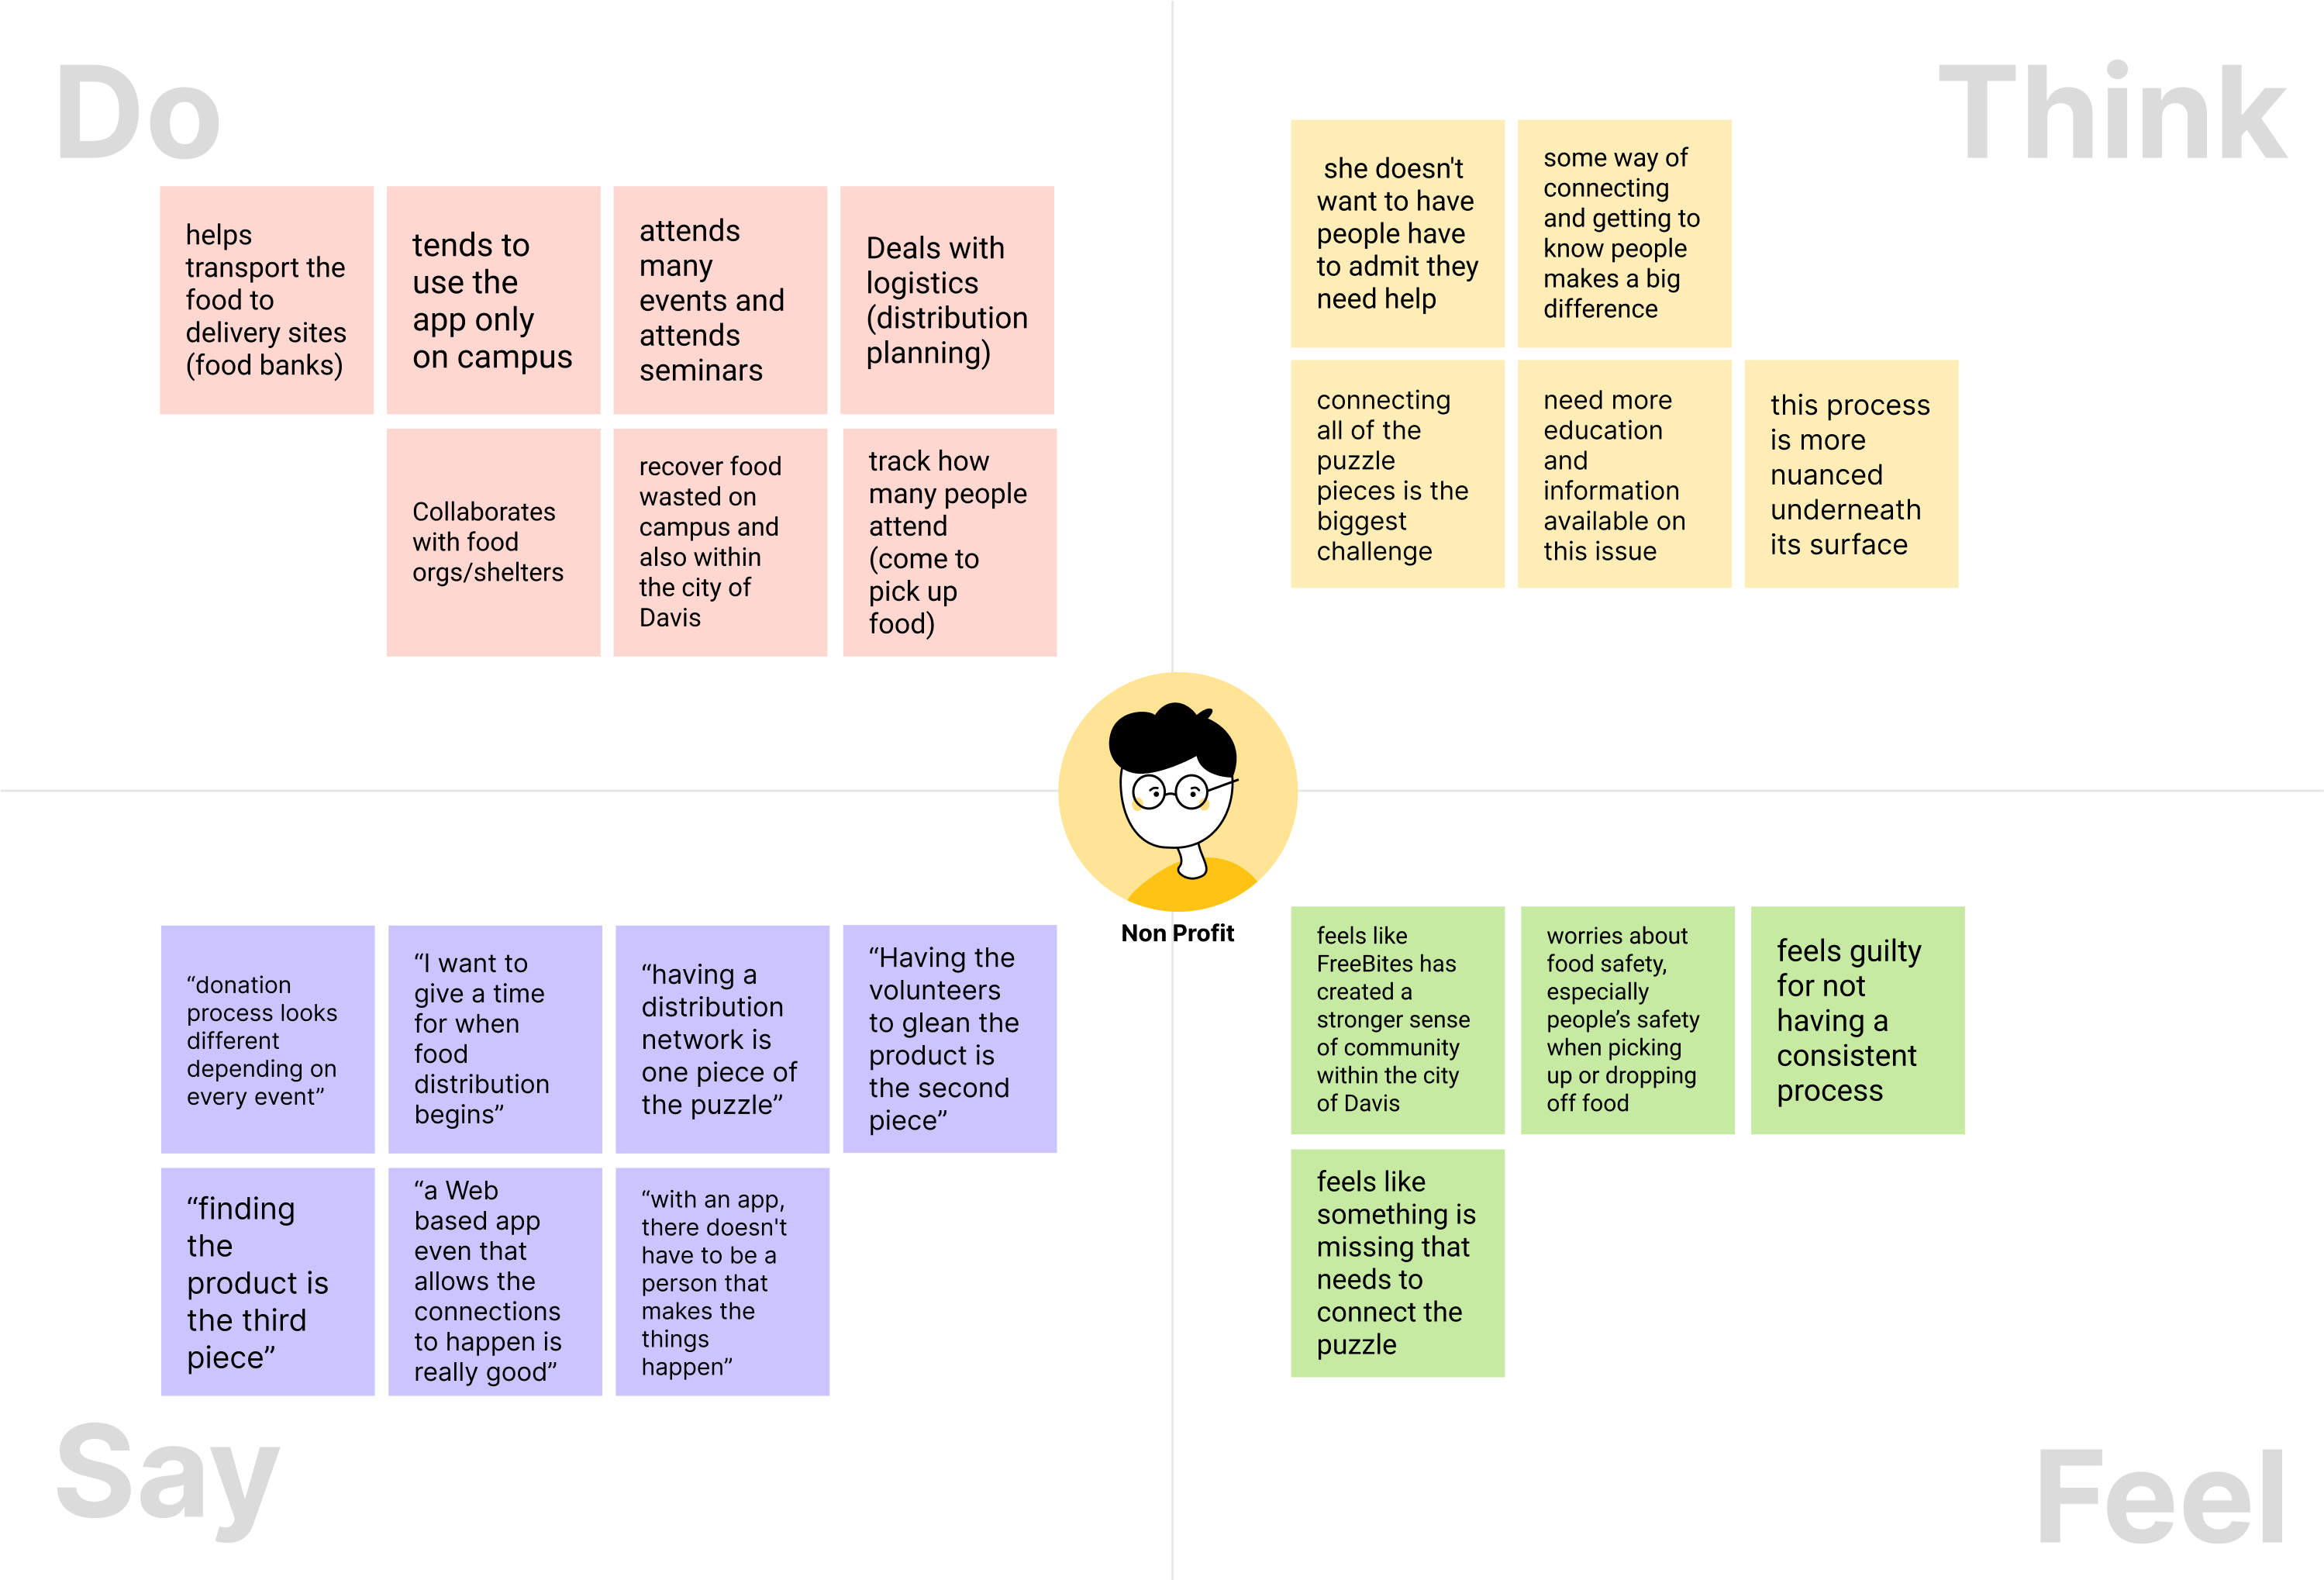 Do
helps
transport the
food to
delivery sites
(food banks)
tends to
use the
app only
on campus
attends
many
events and
attends
seminars
Deals with
logistics
(distribution
planning)
Collaborates
with food
orgs/shelters
recover food
wasted on
campus and
also within
the city of
Davis
track how
many people
attend
(come to
pick up
food)
Think
she doesn't
want to have
people have
to admit they
need help
some way of
connecting
and getting to
know people
makes a big
difference
connecting
all of the
puzzle
pieces is the
biggest
challenge
need more
education
and
information
available on
this issue
this process
is more
nuanced
underneath
its surface
Non Profit
“donation
process looks
different
depending on
every event”
“I want to
give a time
for when
food
distribution
begins”
“having a
distribution
network is
one piece of
the puzzle”
“Having the
volunteers
to glean the
product is
the second
piece”
“finding
the
product is
the third
piece”
“a Web
based app
even that
allows the
connections
to happen is
really good”
“with an app,
there doesn't
have to be a
person that
makes the
things
happen”
Say
feels like
FreeBites has
created a
stronger sense
of community
within the city
of Davis
worries about
food safety,
especially
people’s safety
when picking
up or dropping
off food
feels guilty
for not
having a
consistent
process
feels like
something is
missing that
needs to
connect the
puzzle
Feel